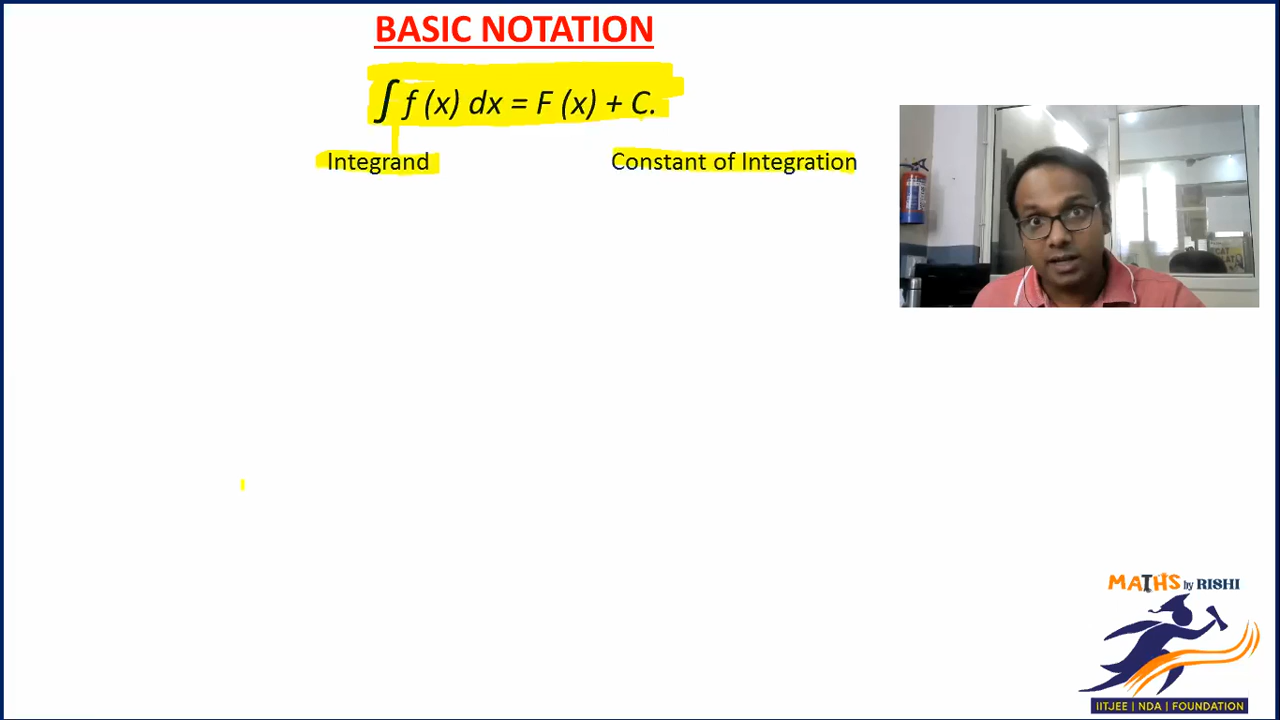 BASIC NOTATION
∫ f (x) dx = F (x) + C.
Integrand
Constant of Integration
MATHS by RISHI
IITJEE | NDA | FOUNDATION